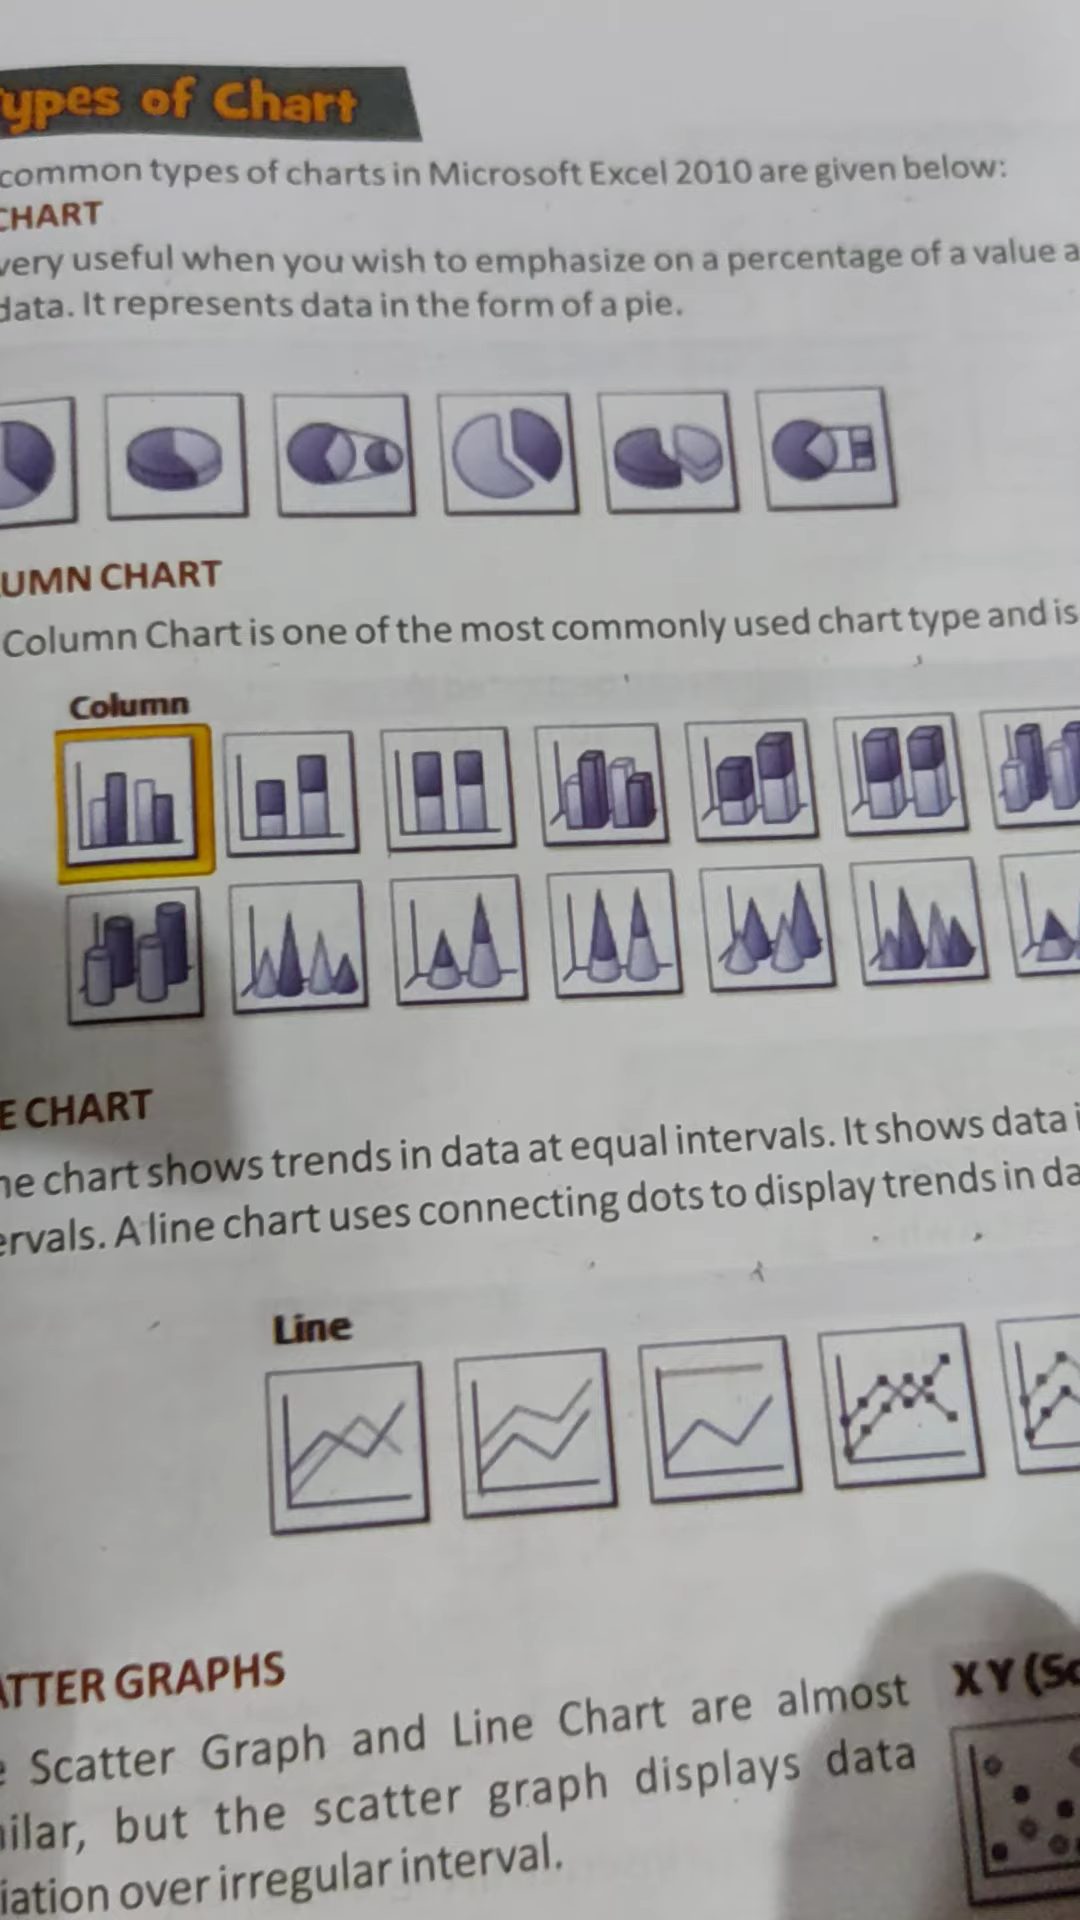 ypes of Chart
common types of charts in Microsoft Excel 2010 are given below:
CHART
very useful when you wish to emphasize on a percentage of a value a
data. It represents data in the form of a pie.
UMN CHART
Column Chart is one of the most commonly used chart type and is
Column
E CHART
ne chart shows trends in data at equal intervals. It shows data i
ervals. A line chart uses connecting dots to display trends in da
Line
ATTER GRAPHS
e Scatter Graph and Line Chart are almost
nilar, but the scatter graph displays data
iation over irregular interval.
X Y (Sc